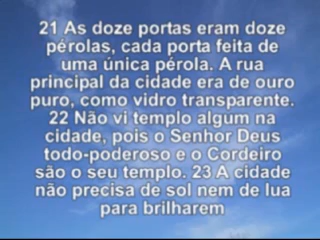 21 As doze portas eram doze
pérolas, cada porta feita de
uma única pérola. A rua
principal da cidade era de ouro
puro, como vidro transparente.
22 Não vi templo algum na
cidade, pois o Senhor Deus
todo-poderoso e o Cordeiro
são o seu templo. 23 A cidade
não precisa de sol nem de lua
para brilharem